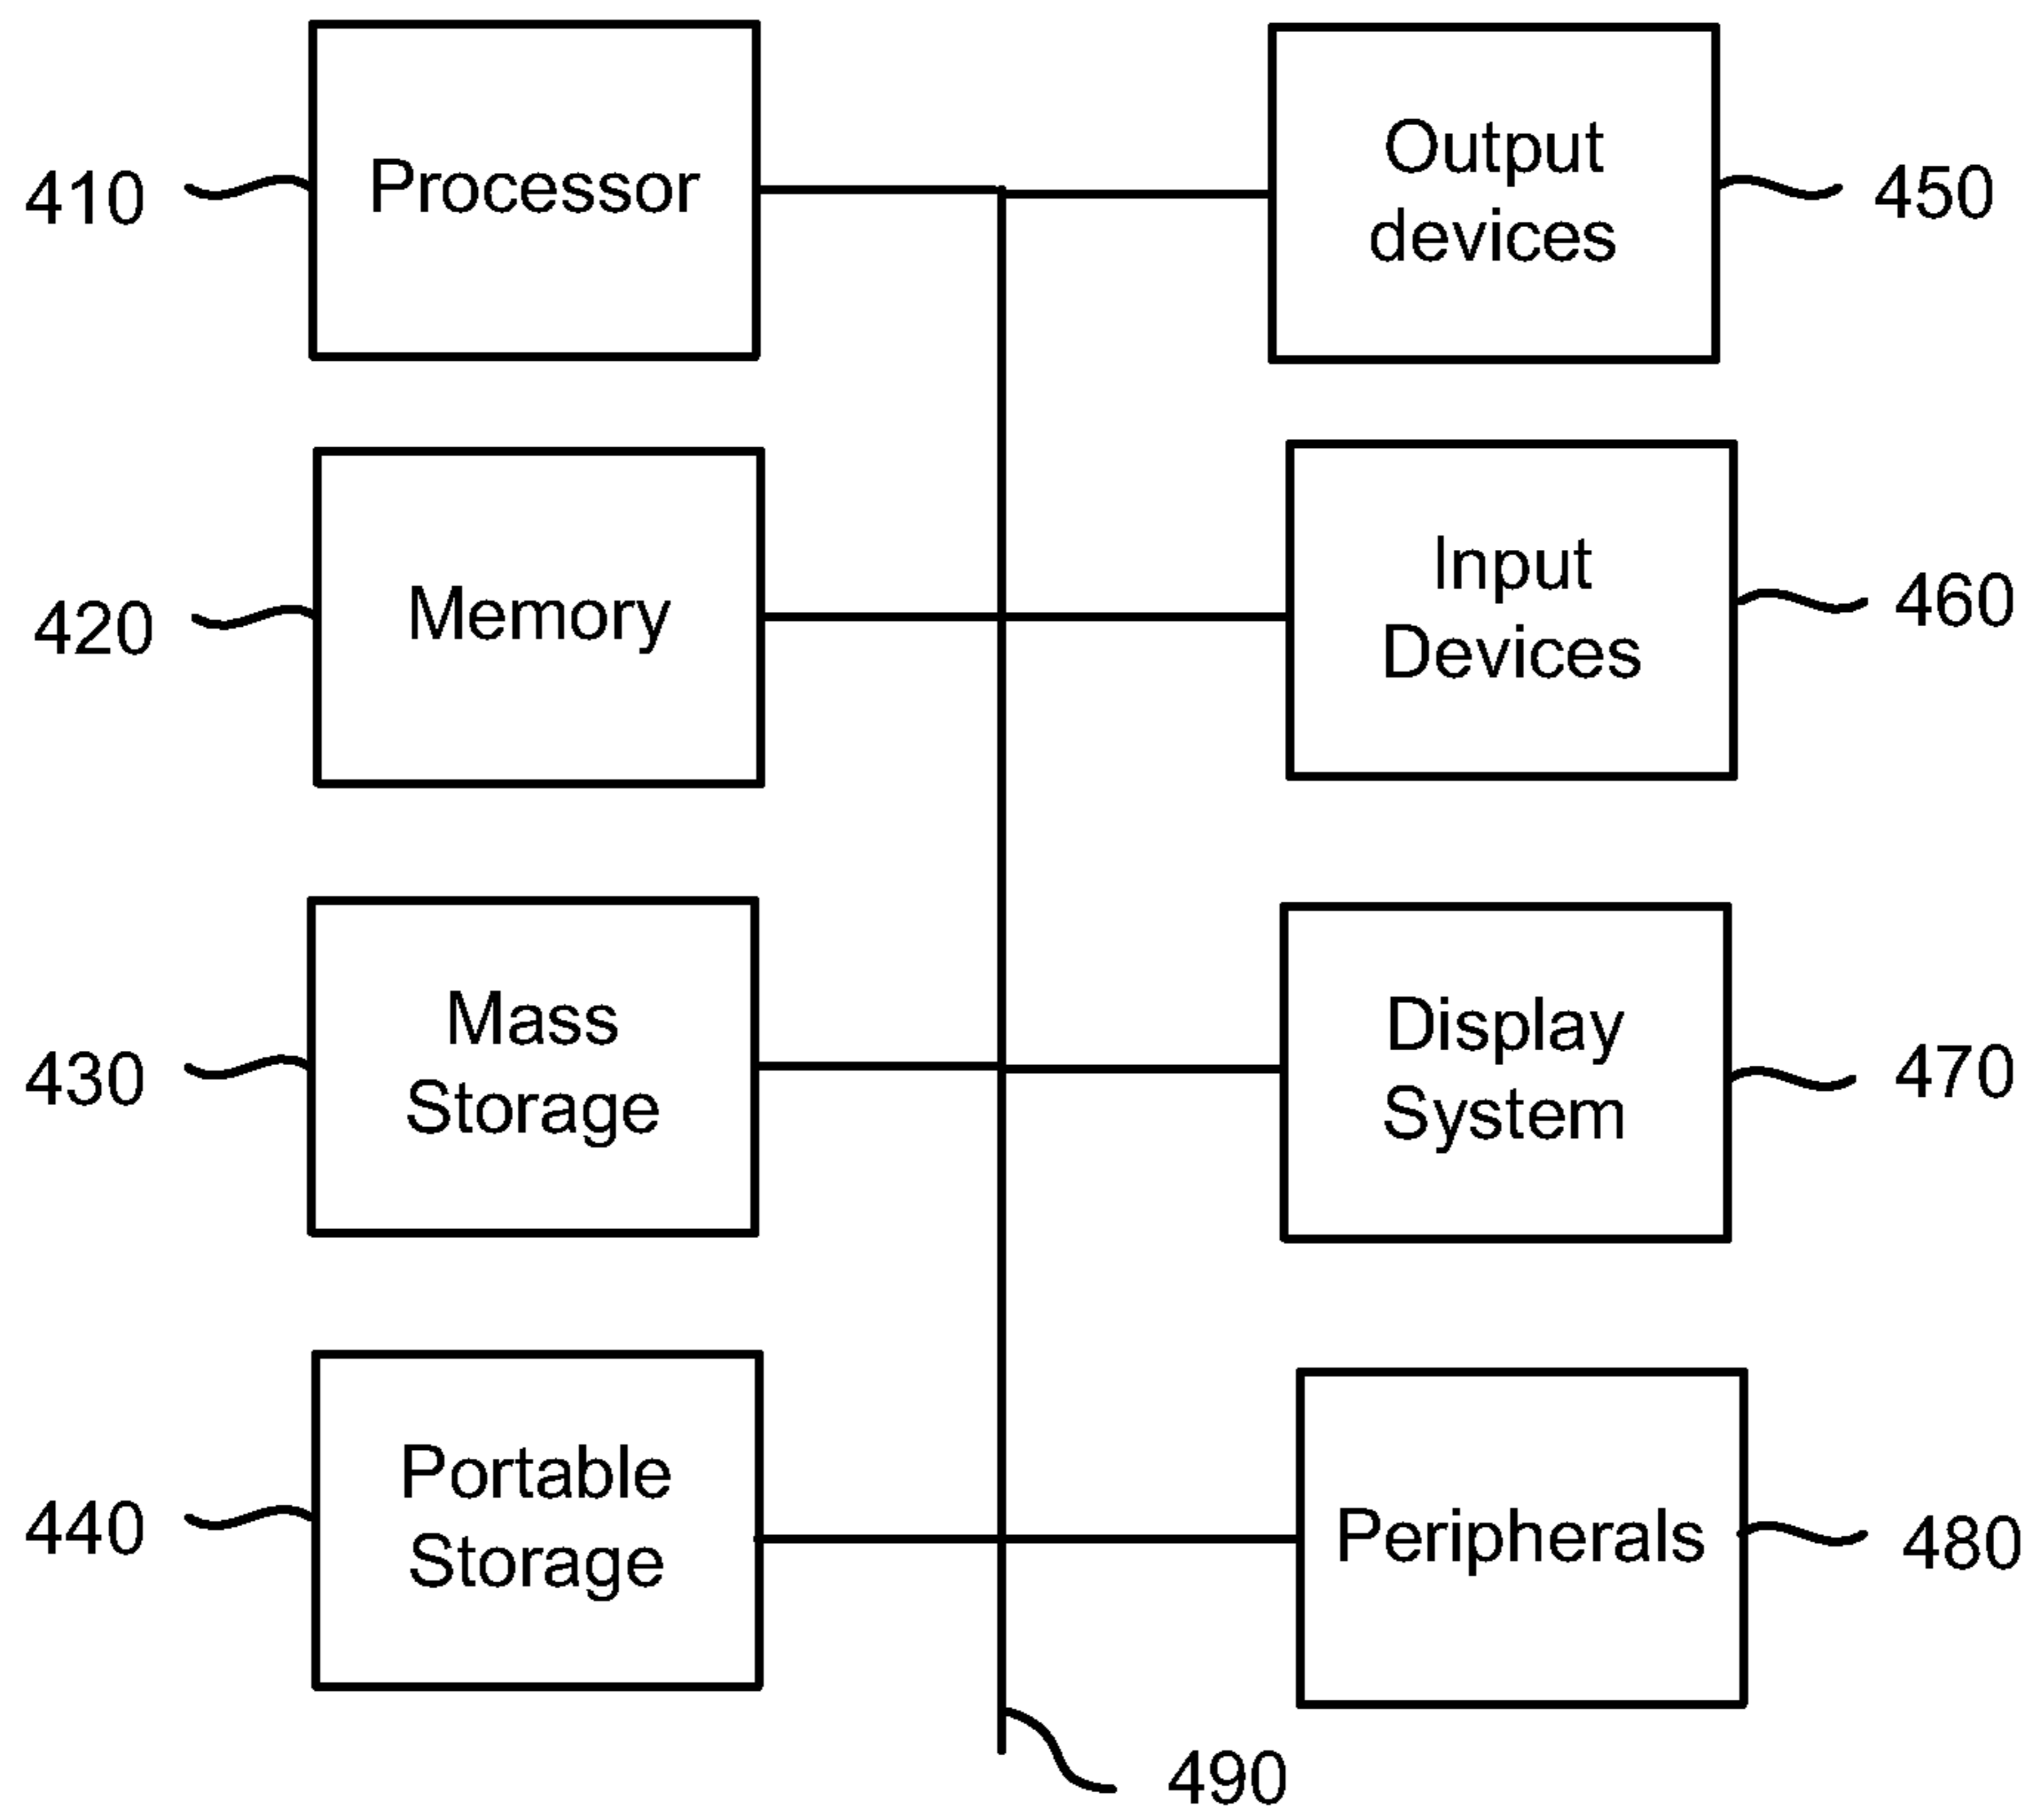 410
Processor
Output
devices
450
420
Memory
Input
Devices
460
430
Mass
Storage
Display
System
470
440
Portable
Storage
Peripherals
480
490